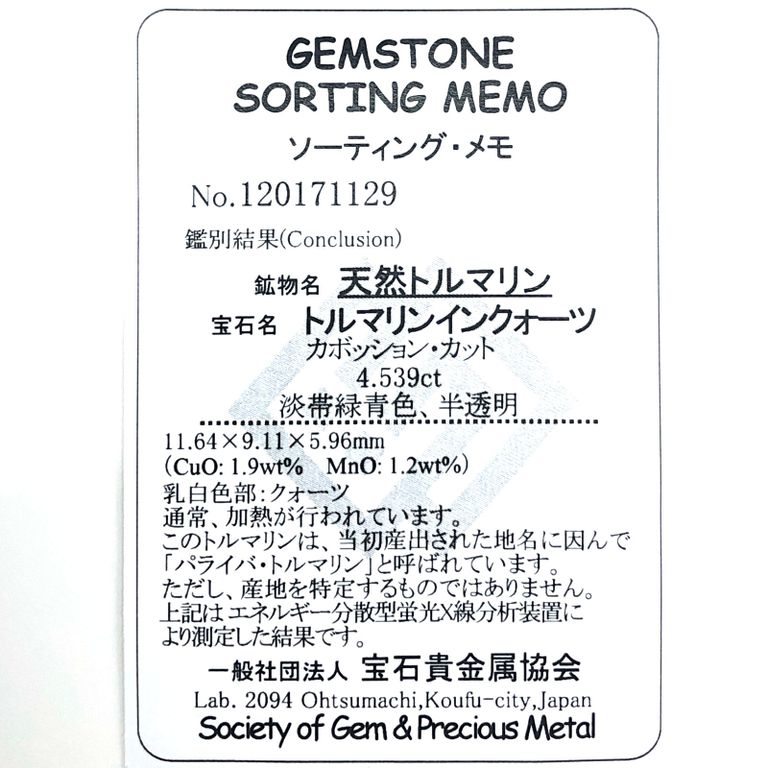 GEMSTONE
SORTING MEMO
ソーティング・メモ
No.120171129
鑑別結果(Conclusion)
鉱物名 天然トルマリン
宝石名 トルマリンインクォーツ
カボッション・カット
4.539ct
淡帯緑青色、半透明
11.64×9.11×5.96mm
(CuO: 1.9wt% MnO: 1.2wt%)
乳白色部:クォーツ
通常、加熱が行われています。
このトルマリンは、当初産出された地名に因んで
「パライバ・トルマリン」と呼ばれています。
ただし、産地を特定するものではありません。
上記はエネルギー分散型蛍光X線分析装置に
より測定した結果です。
一般社団法人 宝石貴金属協会
Lab. 2094 Ohtsumachi,Koufu-city,Japan
Society of Gem & Precious Metal